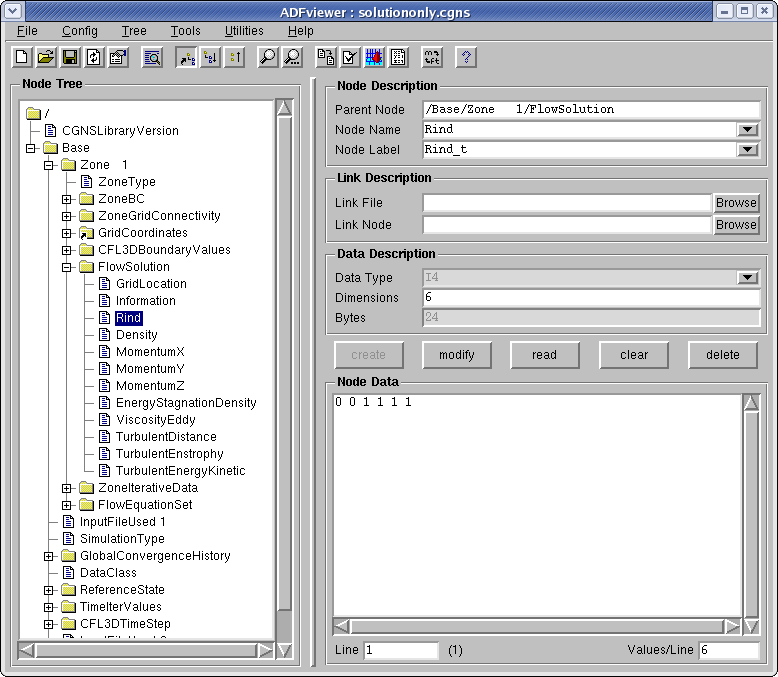 ADFviewer : solutiononly.cgns
File Config Tree Tools Utilities Help
Node Tree
/
CGNSLibraryVersion
Base
Zone 1
ZoneType
ZoneBC
ZoneGridConnectivity
GridCoordinates
CFL3DBoundaryValues
FlowSolution
GridLocation
Information
Rind
Density
MomentumX
MomentumY
MomentumZ
EnergyStagnationDensity
ViscosityEddy
TurbulentDistance
TurbulentEnstrophy
TurbulentEnergyKinetic
ZoneIterativeData
FlowEquationSet
InputFileUsed 1
SimulationType
GlobalConvergenceHistory
DataClass
ReferenceState
TimeIterValues
CFL3DTimeStep
Node Description
Parent Node /Base/Zone 1/FlowSolution
Node Name Rind
Node Label Rind_t
Link Description
Link File Browse
Link Node Browse
Data Description
Data Type I4
Dimensions 6
Bytes 24
create modify read clear delete
Node Data
0 0 1 1 1 1
Line 1 (1) Values/Line 6